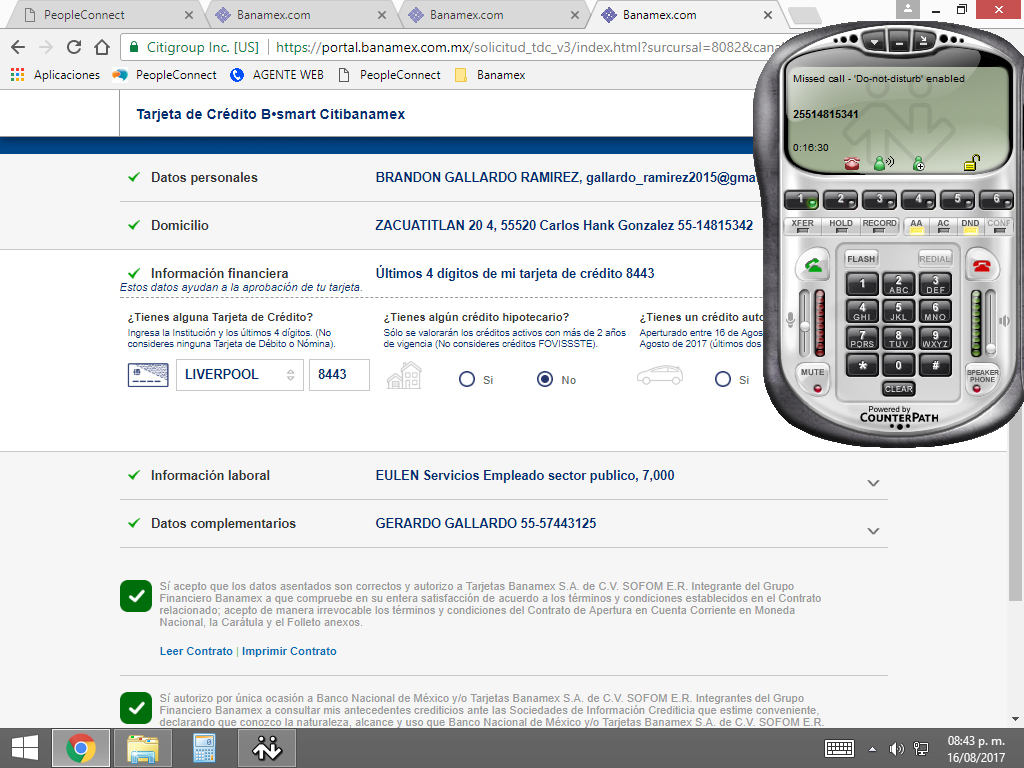 PeopleConnect
Banamex.com
Banamex.com
Banamex.com
Citigroup Inc. [US]
https://portal.banamex.com.mx/solicitud_tdc_v3/index.html?sursursal=8082&cana
Aplicaciones
PeopleConnect
AGENTE WEB
PeopleConnect
Banamex
Tarjeta de Crédito B•smart Citibanamex
Datos personales
BRANDON GALLARDO RAMIREZ, gallardo_ramirez2015@gma
Domicilio
ZACUATITLAN 20 4, 55520 Carlos Hank Gonzalez 55-14815342
Información financiera
Últimos 4 dígitos de mi tarjeta de crédito 8443
Estos datos ayudan a la aprobación de tu tarjeta.
¿Tienes alguna Tarjeta de Crédito?
Ingresa la Institución y los últimos 4 dígitos. (No
consideres ninguna Tarjeta de Débito o Nómina).
LIVERPOOL
8443
¿Tienes algún crédito hipotecario?
Sólo se valorarán los créditos activos con más de 2 años
de vigencia (No consideres créditos FOVISSSTE).
Si
No
¿Tienes un crédito auto
Aperturado entre 16 de Agos
Agosto de 2017 (últimos dos
Si
Información laboral
EULEN Servicios Empleado sector publico, 7,000
Datos complementarios
GERARDO GALLARDO 55-57443125
Sí acepto que los datos asentados son correctos y autorizo a Tarjetas Banamex S.A. de C.V. SOFOM E.R. Integrante del Grupo
Financiero Banamex a que compruebe en su entera satisfacción de acuerdo a los términos y condiciones establecidos en el Contrato
relacionado; acepto de manera irrevocable los términos y condiciones del Contrato de Apertura en Cuenta Corriente en Moneda
Nacional, la Carátula y el Folleto anexos.
Leer Contrato | Imprimir Contrato
Sí autorizo por única ocasión a Banco Nacional de México y/o Tarjetas Banamex S.A. de C.V. SOFOM E.R. Integrantes del Grupo
Financiero Banamex a consultar mis antecedentes crediticios ante las Sociedades de Información Crediticia que estime conveniente,
declarando que conozco la naturaleza, alcance y uso que Banco Nacional de México y/o Tarjetas Banamex S.A. de C.V. SOFOM E.R.
Missed call - 'Do-not-disturb' enabled
25514815341
0:16:30
1 2 3 4 5 6
XFER HOLD RECORD AA AC DND CONF
FLASH REDIAL
1 2 ABC 3 DEF
4 GHI 5 JKL 6 MNO
7 PQRS 8 TUV 9 WXYZ
* 0 #
MUTE
CLEAR
SPEAKER
PHONE
Powered by
COUNTERPATH
08:43 p. m.
16/08/2017